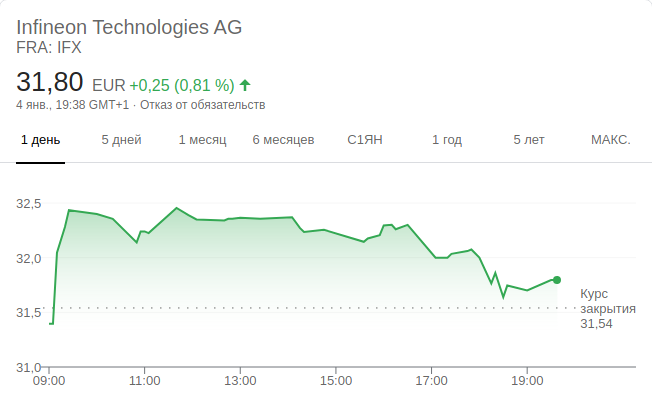 Infineon Technologies AG
FRA: IFX
31,80 EUR +0,25 (0,81 %)
4 янв., 19:38 GMT+1 · Отказ от обязательств
1 день 5 дней 1 месяц 6 месяцев С1ЯН 1 год 5 лет МАКС.
32,5
32,0
31,5
31,0
Курс
закрытия
31,54
09:00 11:00 13:00 15:00 17:00 19:00